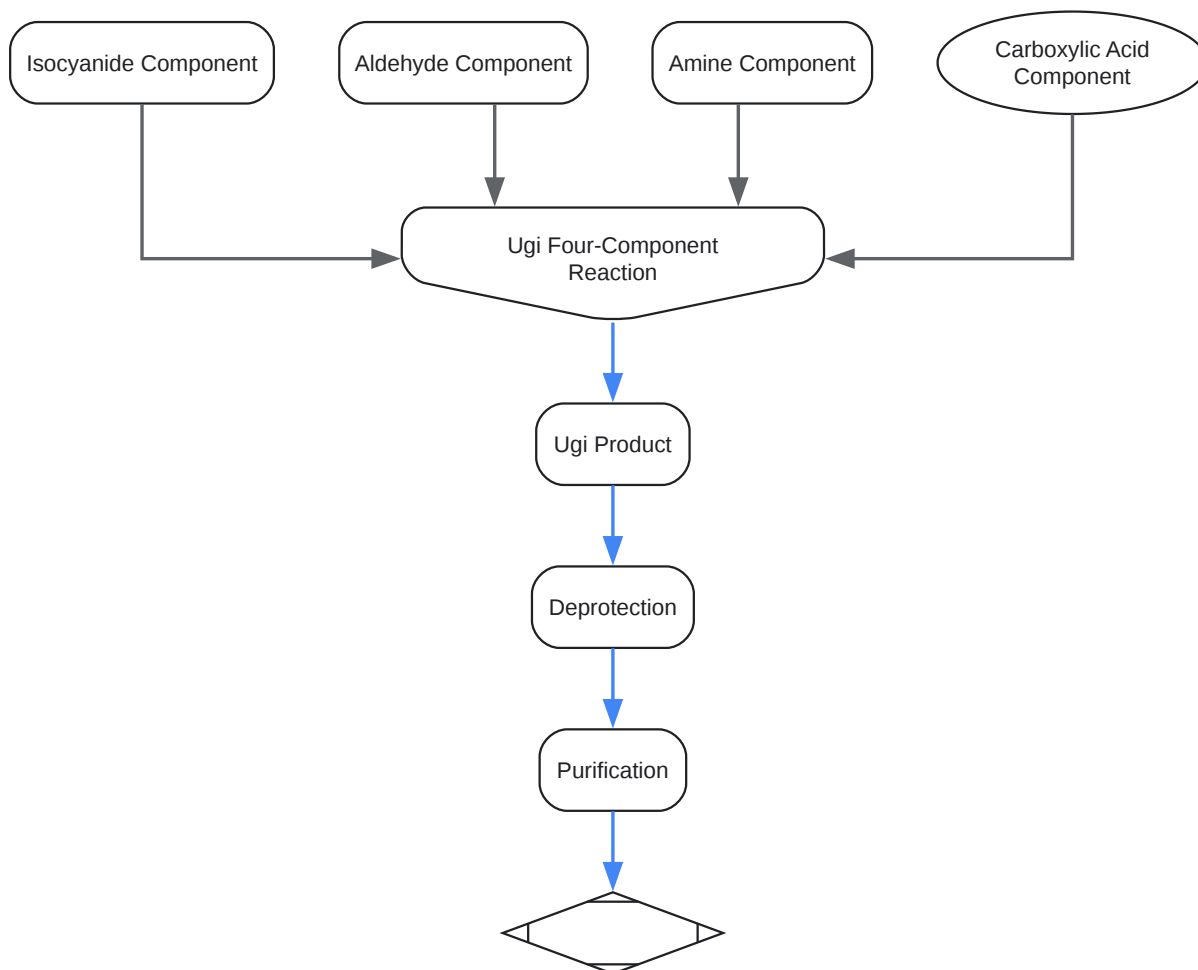 Isocyanide Component
Aldehyde Component
Amine Component
Carboxylic Acid
Component
Ugi Four-Component
Reaction
Ugi Product
Deprotection
Purification